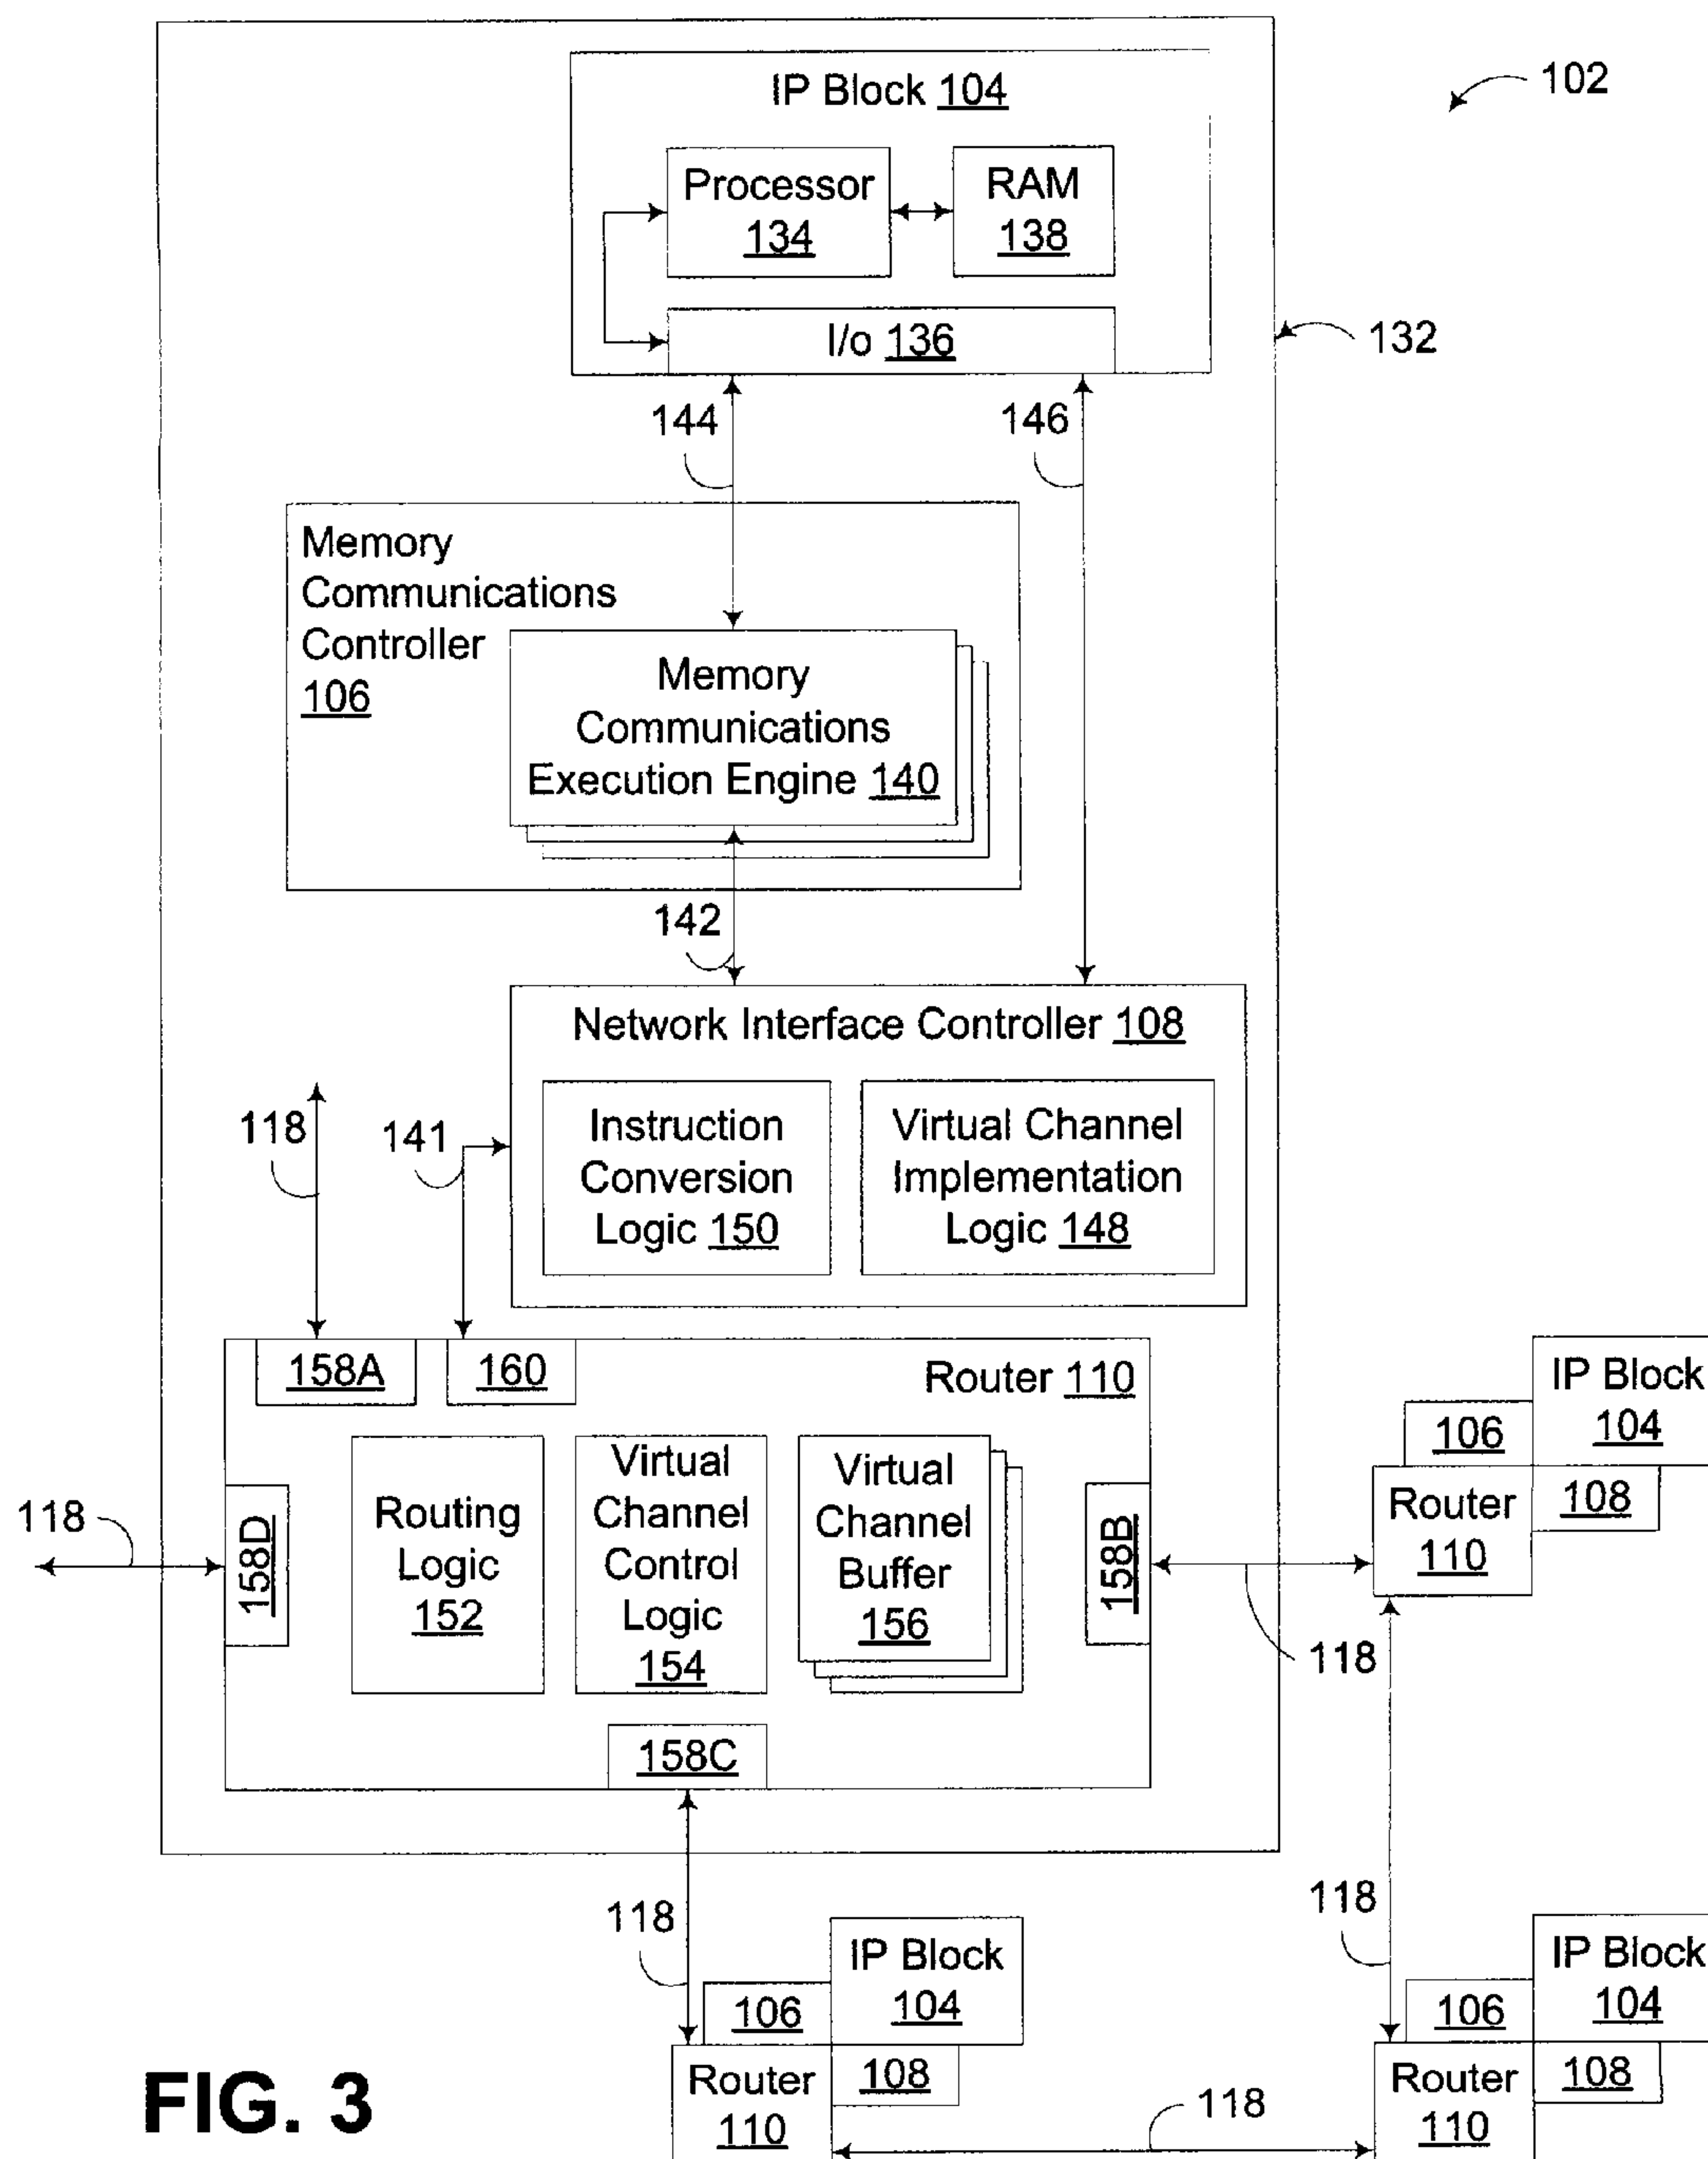 102
IP Block 104
Processor
134
RAM
138
I/o 136
132
144
146
Memory
Communications
Controller
106
Memory
Communications
Execution Engine 140
142
Network Interface Controller 108
118
141
Instruction
Conversion
Logic 150
Virtual Channel
Implementation
Logic 148
158A
160
Router 110
118
158D
Routing
Logic
152
Virtual
Channel
Control
Logic
154
Virtual
Channel
Buffer
156
158B
118
158C
IP Block
104
106
108
Router
110
118
118
IP Block
104
106
108
Router
110
118
IP Block
104
106
108
Router
110
FIG. 3